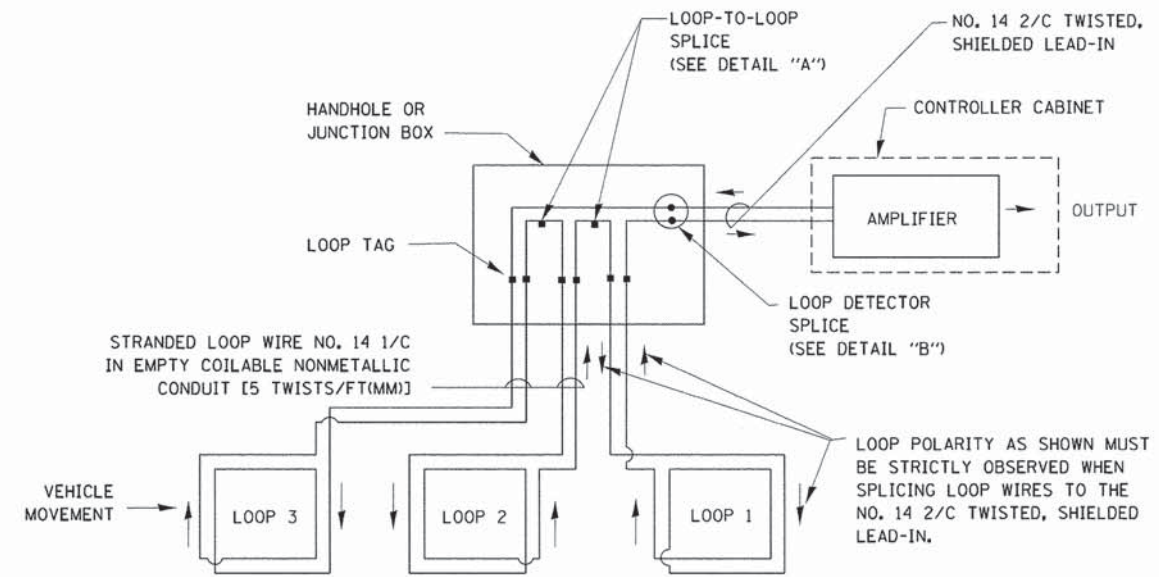 LOOP-TO-LOOP
SPLICE
(SEE DETAIL "A")
NO. 14 2/C TWISTED,
SHIELDED LEAD-IN
HANDHOLE OR
JUNCTION BOX
CONTROLLER CABINET
AMPLIFIER
OUTPUT
LOOP TAG
LOOP DETECTOR
SPLICE
(SEE DETAIL "B")
STRANDED LOOP WIRE NO. 14 1/C
IN EMPTY COILABLE NONMETALLIC
CONDUIT [5 TWISTS/FT(MM)]
LOOP POLARITY AS SHOWN MUST
BE STRICTLY OBSERVED WHEN
SPLICING LOOP WIRES TO THE
NO. 14 2/C TWISTED, SHIELDED
LEAD-IN.
VEHICLE
MOVEMENT
LOOP 3
LOOP 2
LOOP 1